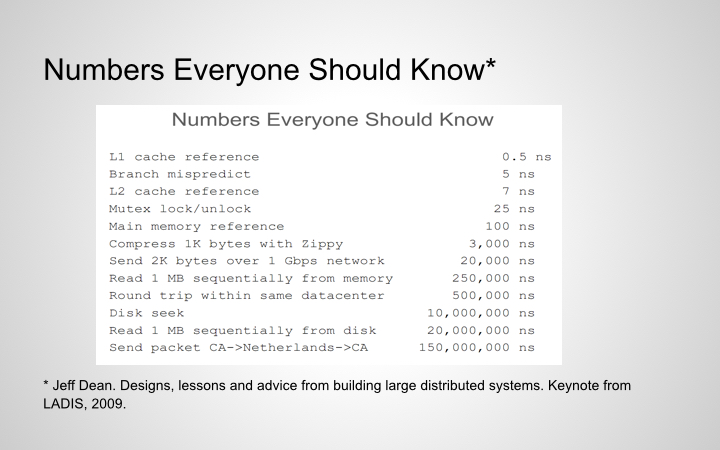 Numbers Everyone Should Know*
Numbers Everyone Should Know
L1 cache reference 0.5 ns
Branch mispredict 5 ns
L2 cache reference 7 ns
Mutex lock/unlock 25 ns
Main memory reference 100 ns
Compress 1K bytes with Zippy 3,000 ns
Send 2K bytes over 1 Gbps network 20,000 ns
Read 1 MB sequentially from memory 250,000 ns
Round trip within same datacenter 500,000 ns
Disk seek 10,000,000 ns
Read 1 MB sequentially from disk 20,000,000 ns
Send packet CA->Netherlands->CA 150,000,000 ns
* Jeff Dean. Designs, lessons and advice from building large distributed systems. Keynote from
LADIS, 2009.